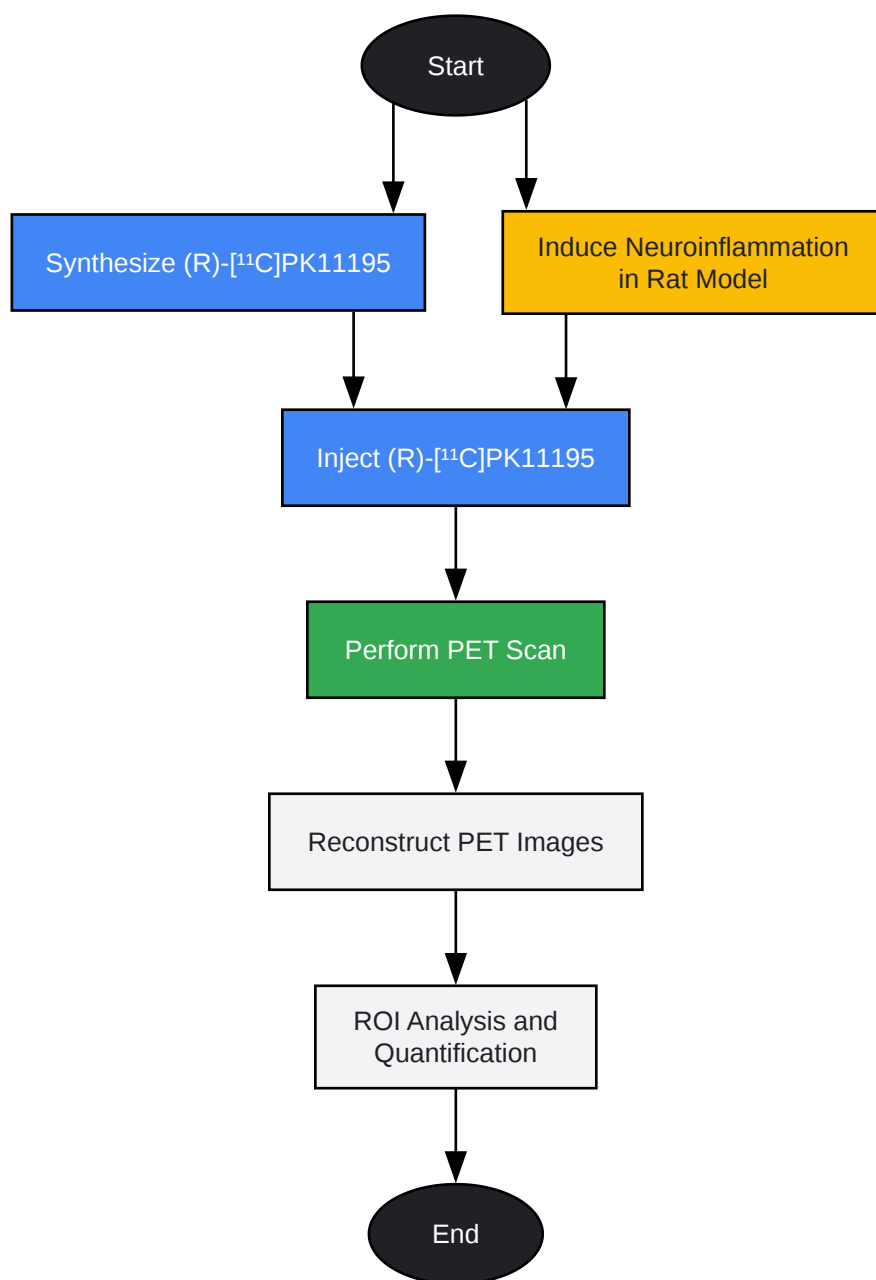 Start
Synthesize (R)-[¹¹C]PK11195
Induce Neuroinflammation
in Rat Model
Inject (R)-[¹¹C]PK11195
Perform PET Scan
Reconstruct PET Images
ROI Analysis and
Quantification
End